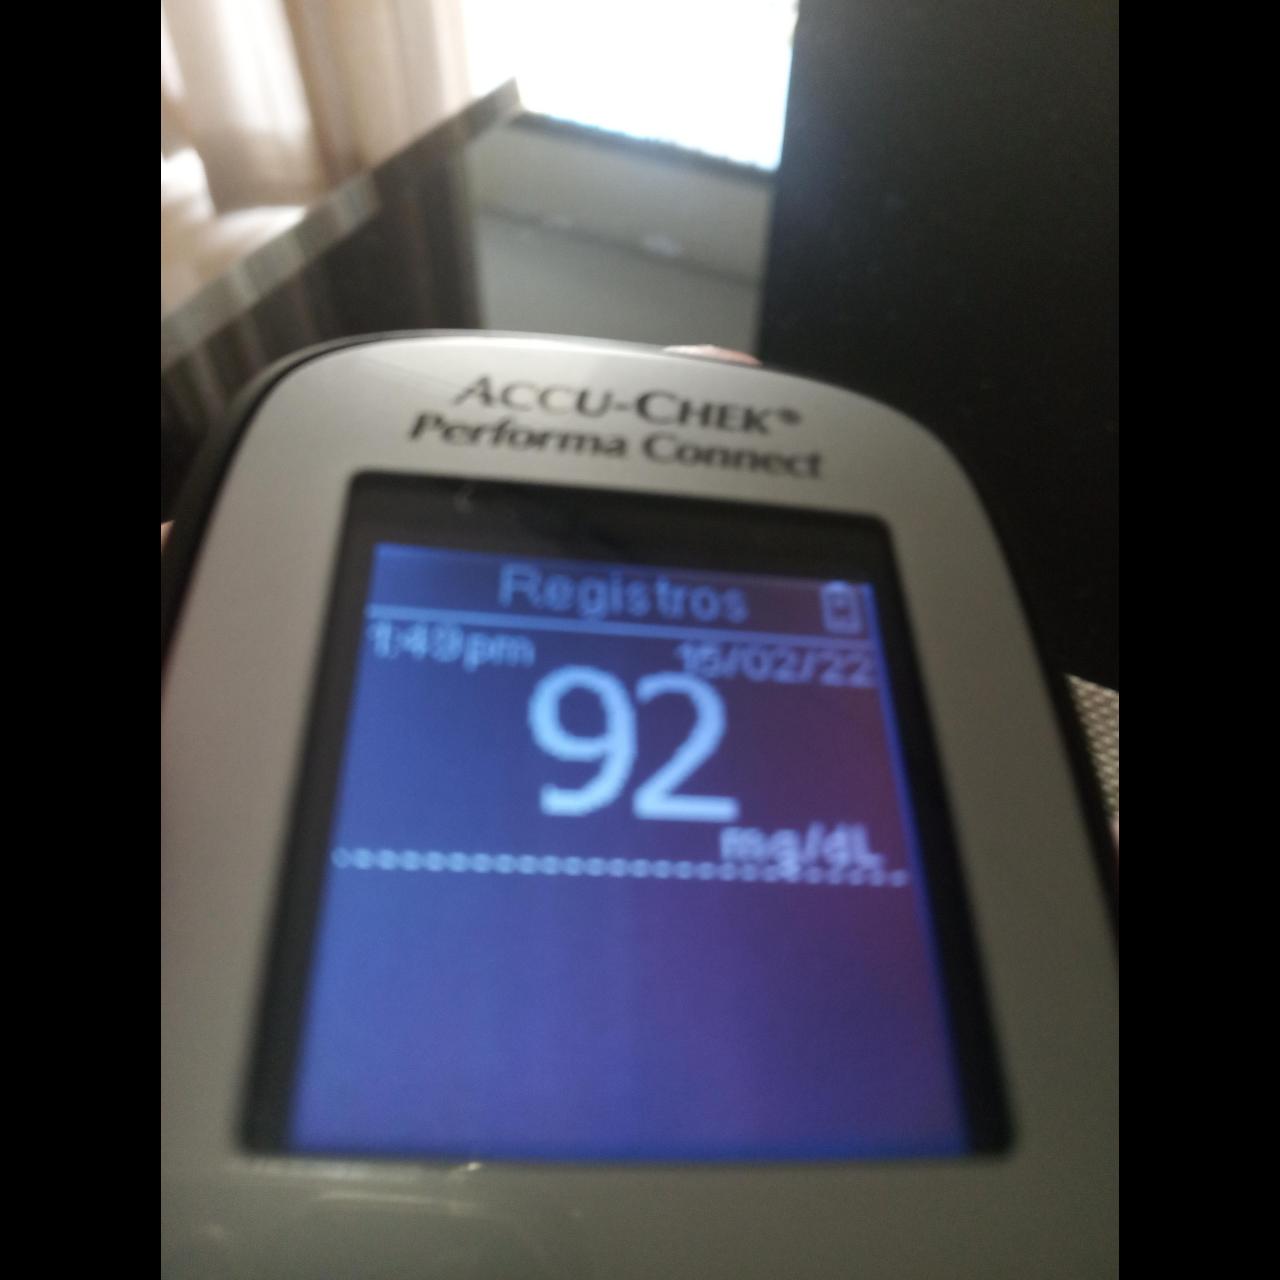 ACCU-CHEK®
Performa Connect
Registros
1:49pm 15/02/22
92
mg/dL